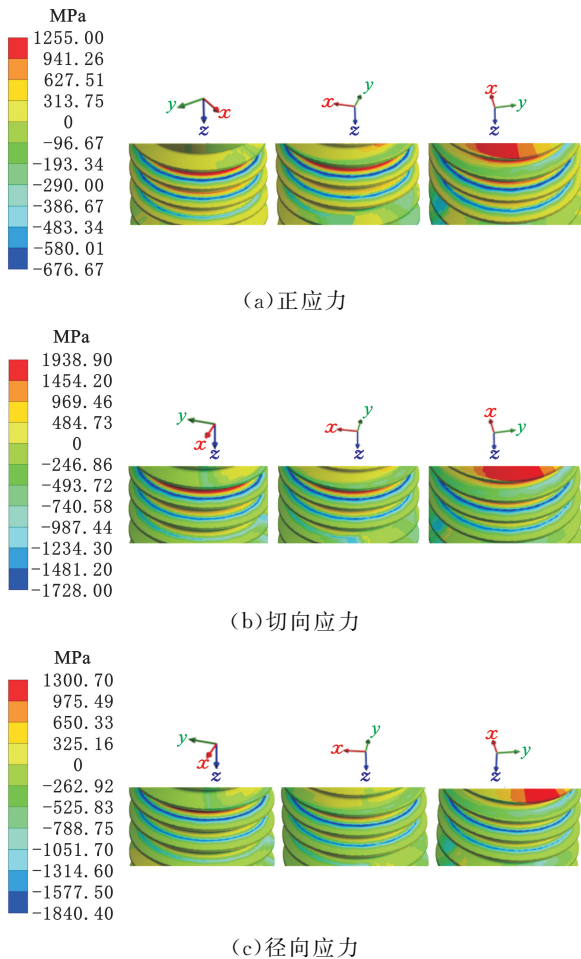 MPa
1255.00
941.26
627.51
313.75
0
-96.67
-193.34
-290.00
-386.67
-483.34
-580.01
-676.67
y x z
x y z
x y z
(a)正应力
MPa
1938.90
1454.20
969.46
484.73
0
-246.86
-493.72
-740.58
-987.44
-1234.30
-1481.20
-1728.00
y x z
x y z
x y z
(b)切向应力
MPa
1300.70
975.49
650.33
325.16
0
-262.92
-525.83
-788.75
-1051.70
-1314.60
-1577.50
-1840.40
y x z
x y z
x y z
(c)径向应力